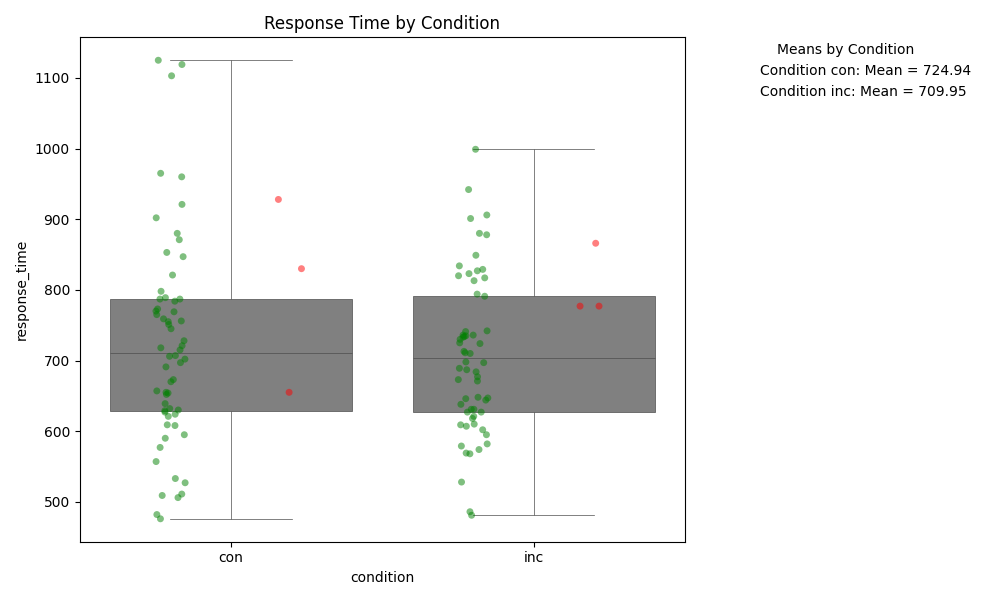 Response Time by Condition
Means by Condition
Condition con: Mean = 724.94
Condition inc: Mean = 709.95
response_time
1100
1000
900
800
700
600
500
con
inc
condition